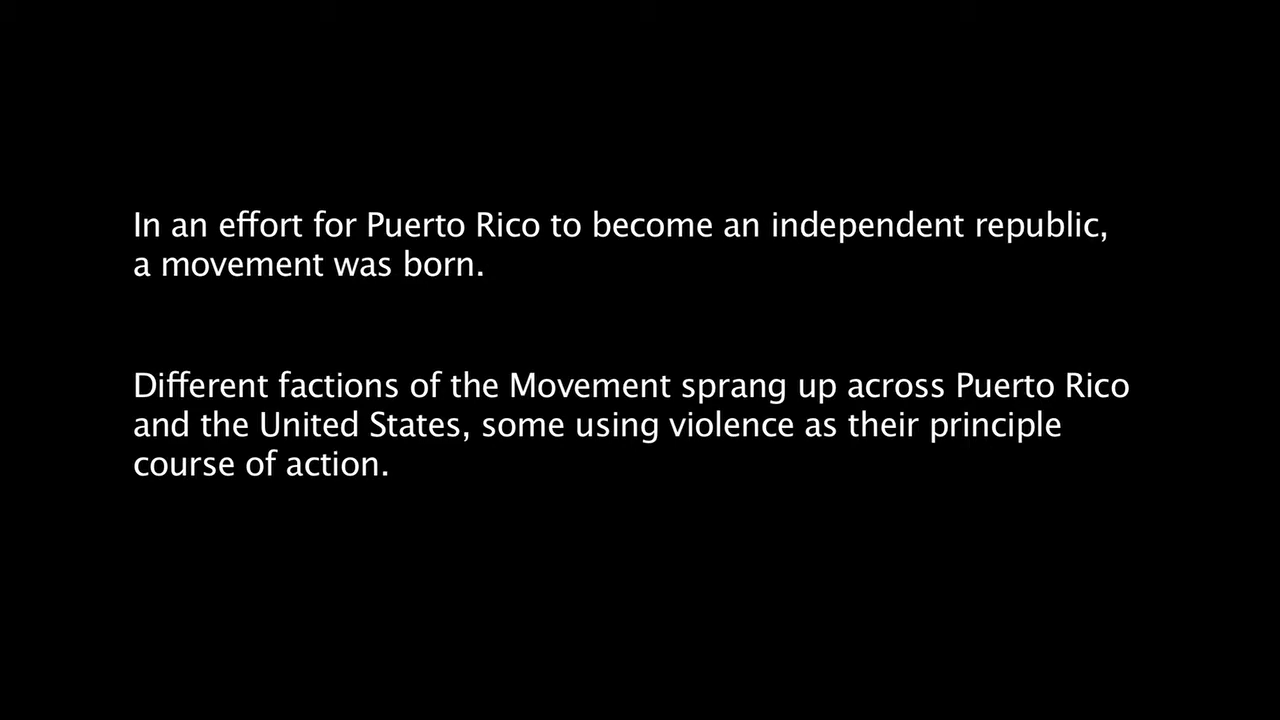 In an effort for Puerto Rico to become an independent republic,
a movement was born.
Different factions of the Movement sprang up across Puerto Rico
and the United States, some using violence as their principle
course of action.